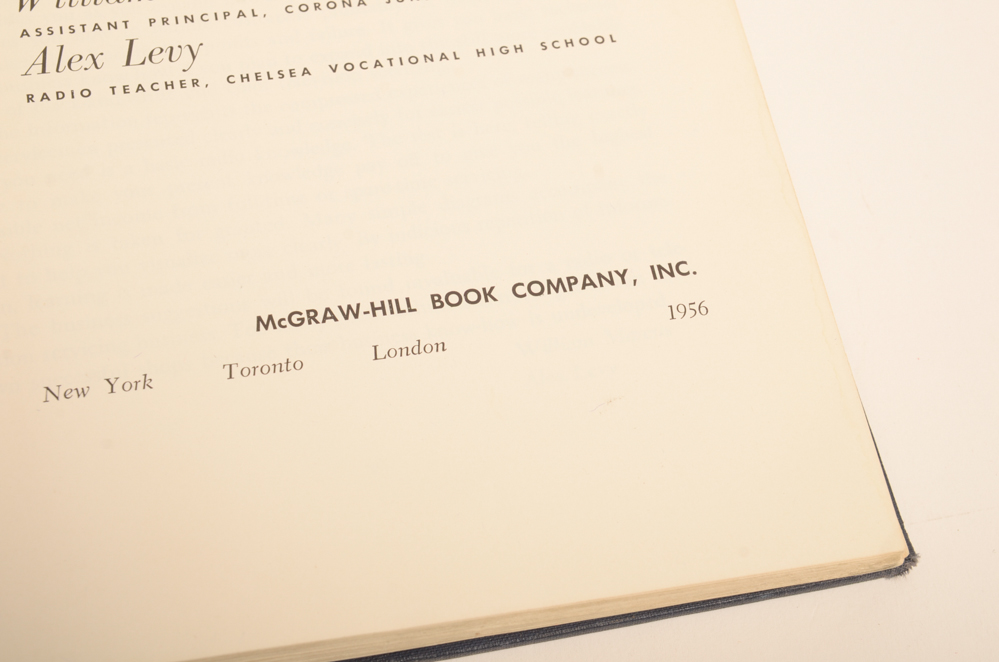 ASSISTANT PRINCIPAL, CORONA
Alex Levy
RADIO TEACHER, CHELSEA VOCATIONAL HIGH SCHOOL
McGRAW-HILL BOOK COMPANY, INC.
New York Toronto London 1956